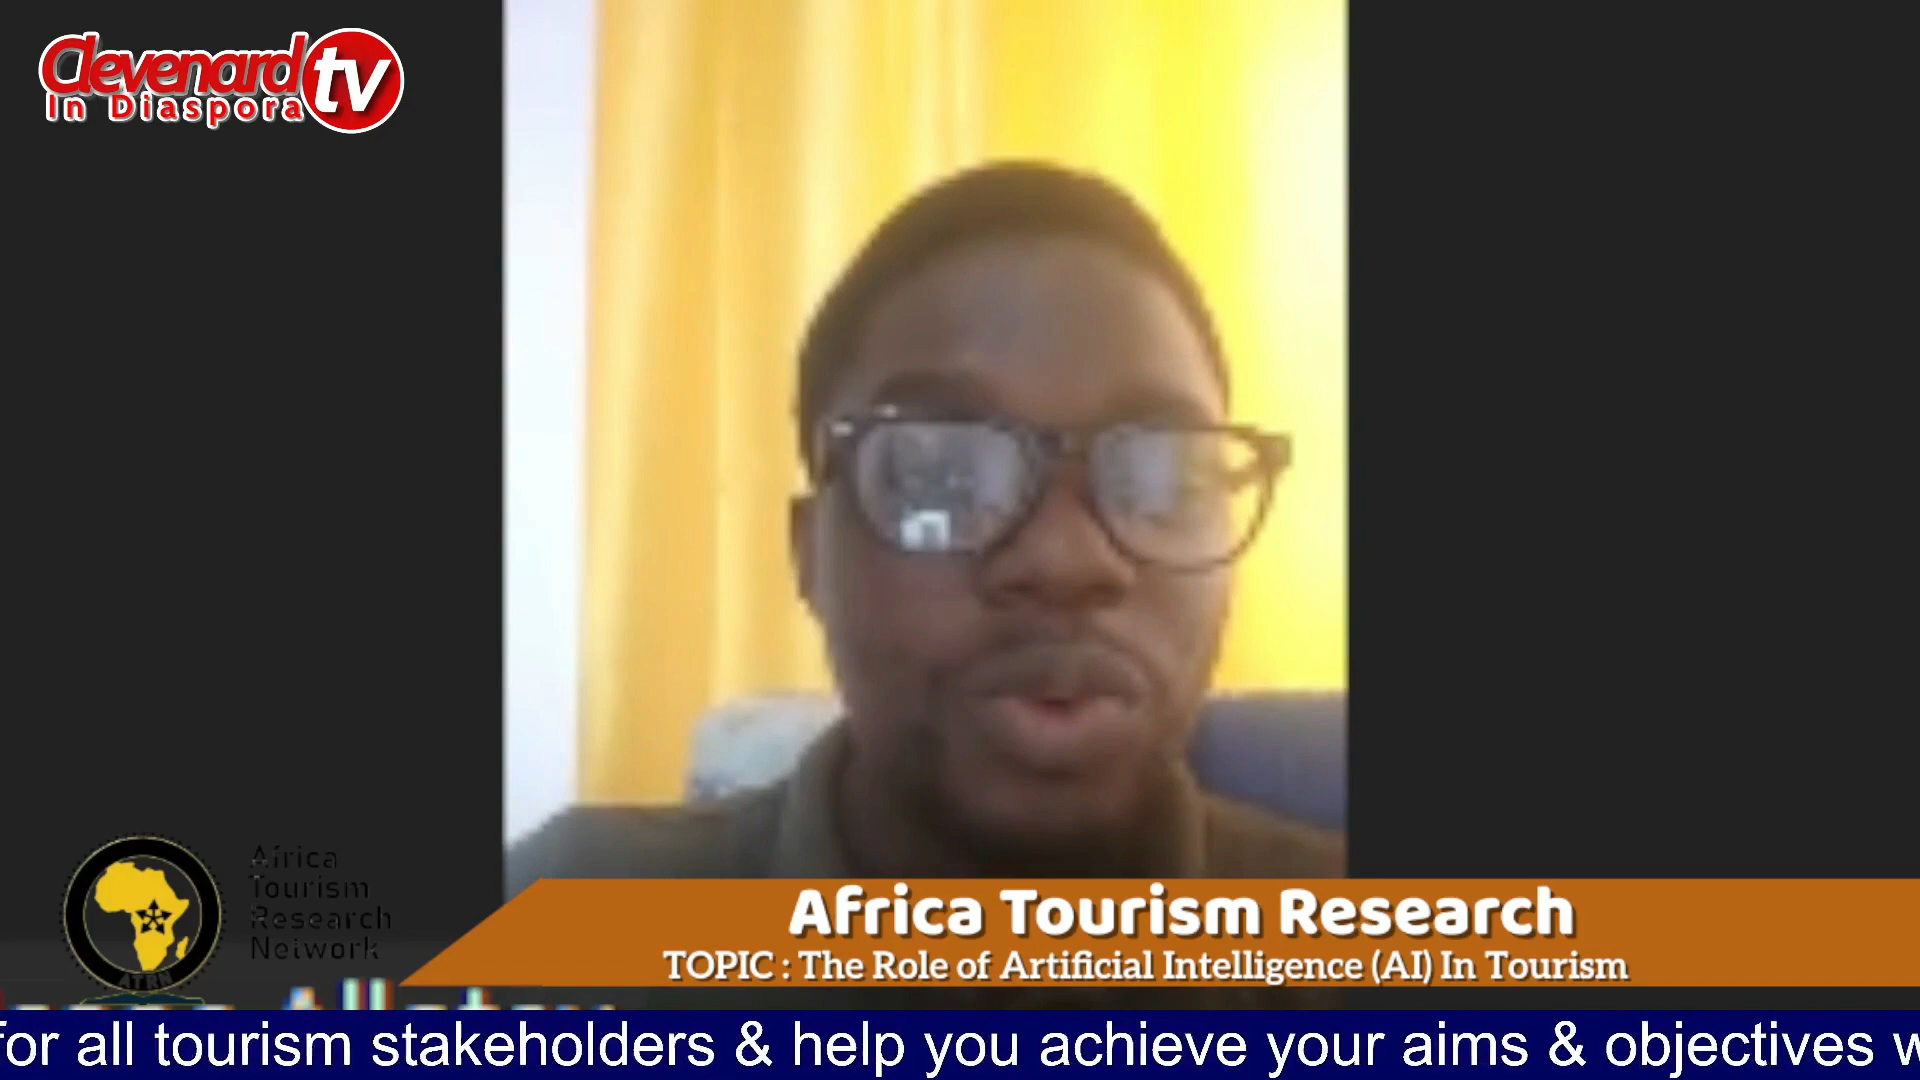 Clevenard tv
In Diaspora
Africa
Tourism
Research
Network
ATRN
Africa Tourism Research
TOPIC : The Role of Artificial Intelligence (AI) In Tourism
for all tourism stakeholders & help you achieve your aims & objectives w